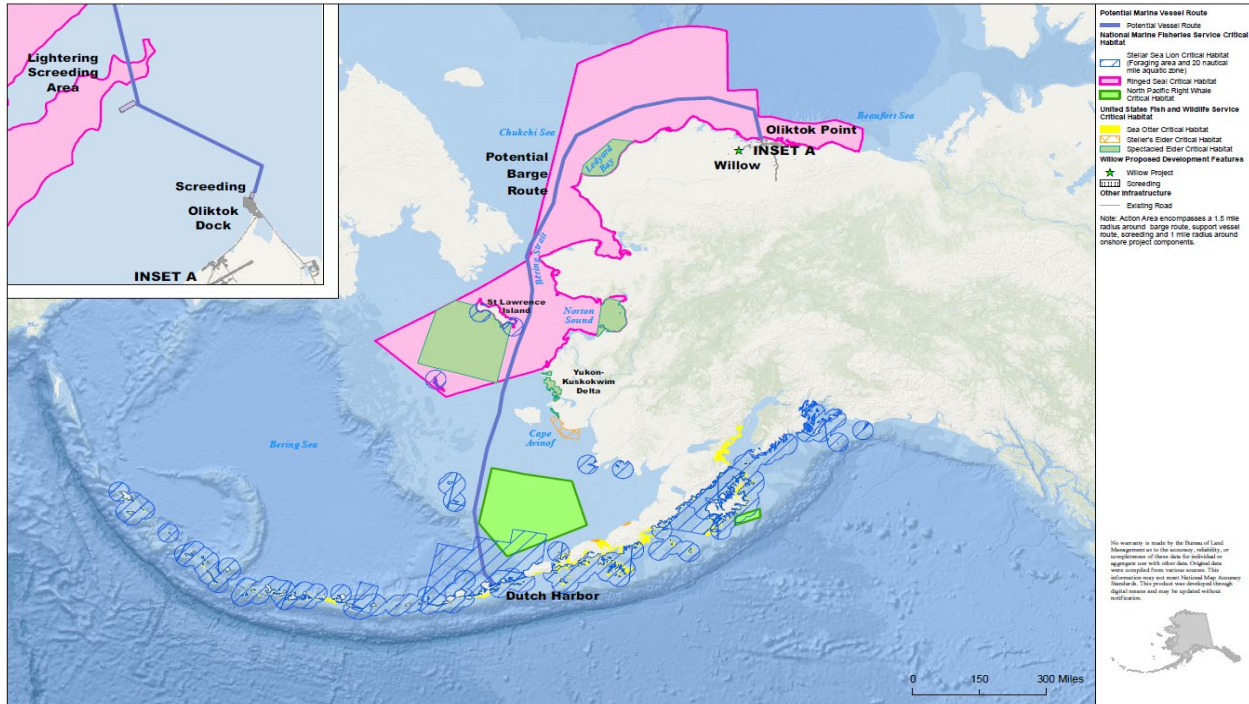 Lightering
Screeding
Area
Screeding
Oliktok
Dock
INSET A
Chukchi Sea
Beaufort Sea
Oliktok Point
INSET A
Willow
Ledyard
Bay
Potential
Barge
Route
Bering Strait
St Lawrence
Island
Norton
Sound
Yukon-
Kuskokwim
Delta
Bering Sea
Cape
Avinof
Dutch Harbor
0 150 300 Miles
Potential Marine Vessel Route
Potential Vessel Route
National Marine Fisheries Service Critical
Habitat
Stellar Sea Lion Critical Habitat
(Foraging area and 20 nautical
mile aquatic zone)
Ringed Seal Critical Habitat
North Pacific Right Whale
Critical Habitat
United States Fish and Wildlife Service
Critical Habitat
Sea Otter Critical Habitat
Steller's Eider Critical Habitat
Spectacled Eider Critical Habitat
Willow Proposed Development Features
Willow Project
Screeding
Other Infrastructure
Existing Road
Note: Action Area encompasses a 1.5 mile
radius around barge route, support vessel
route, screeding and 1 mile radius around
onshore project components.
No warranty is made by the Bureau of Land
Management as to the accuracy, reliability, or
completeness of these data for individual or
aggregate use with other data. Original data
were compiled from various sources. This
information may not meet National Map Accuracy
Standards. This product was developed through
digital means and may be updated without
notification.